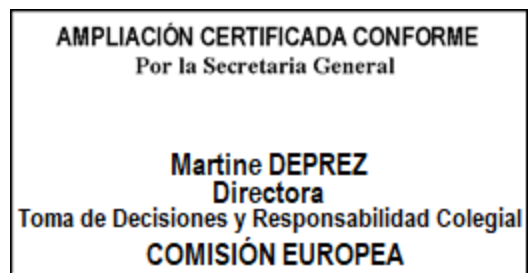 AMPLIACIÓN CERTIFICADA CONFORME
Por la Secretaria General
Martine DEPREZ
Directora
Toma de Decisiones y Responsabilidad Colegial
COMISIÓN EUROPEA